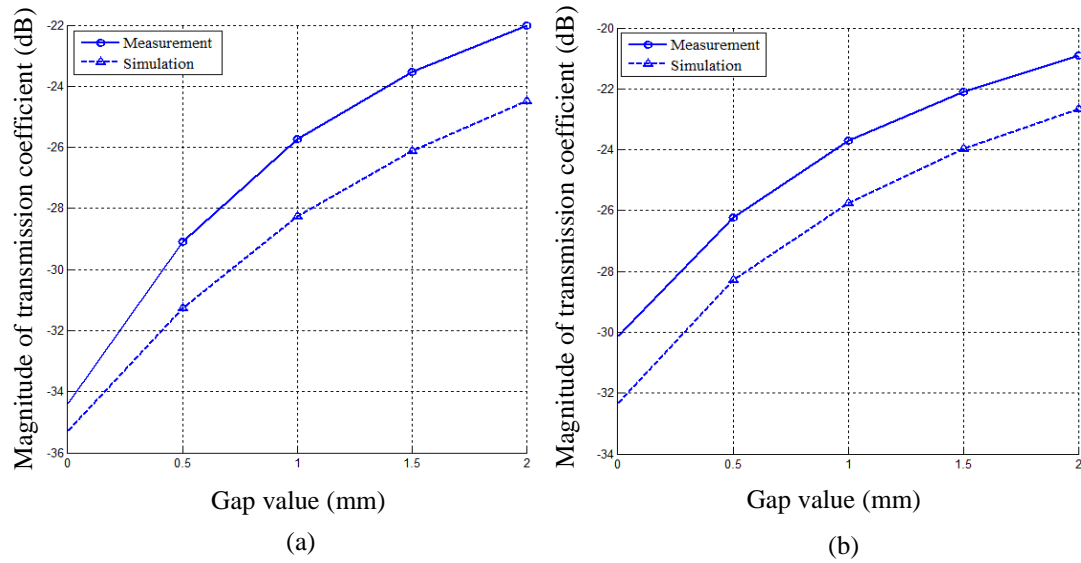 Magnitude of transmission coefficient (dB)
-22
-24
-26
-28
-30
-32
-34
-36
Measurement
Simulation
0
0.5
1
1.5
2
Gap value (mm)
(a)
Magnitude of transmission coefficient (dB)
-20
-22
-24
-26
-28
-30
-32
-34
Measurement
Simulation
0
0.5
1
1.5
2
Gap value (mm)
(b)